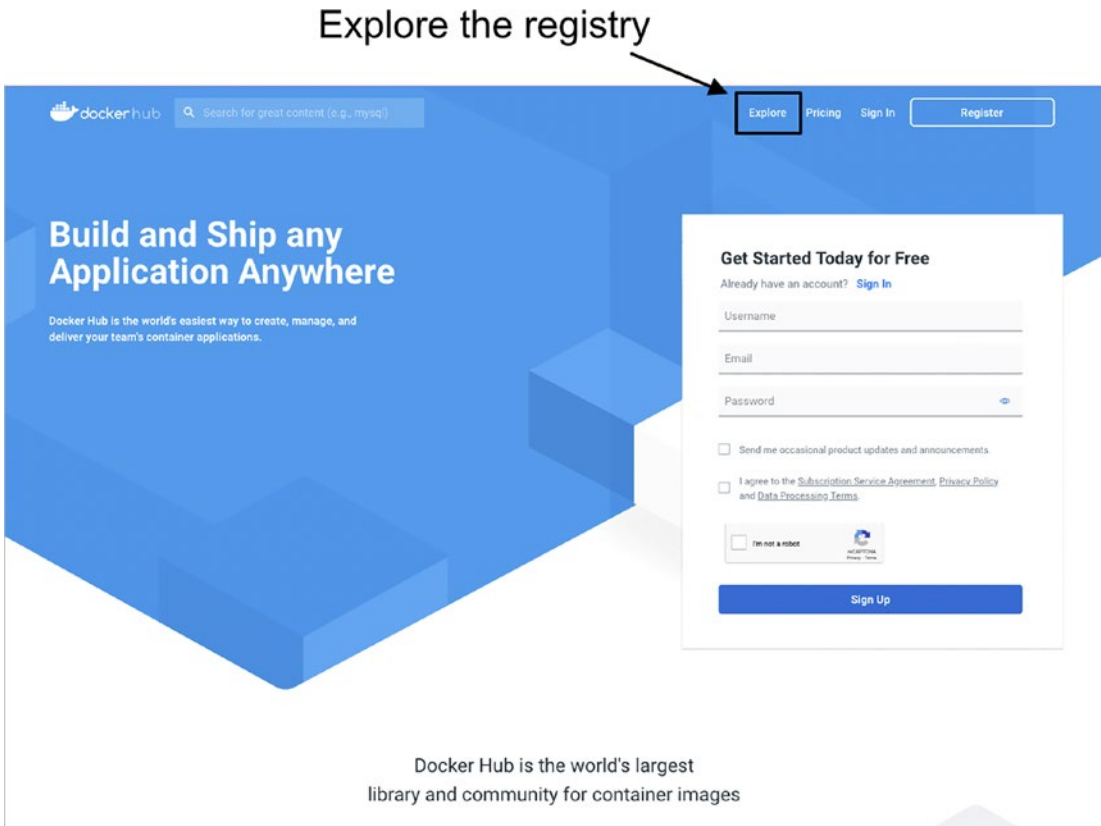 Explore the registry
dockerhub
Search for great content (e.g., mysql)
Explore
Pricing
Sign In
Register
Build and Ship any
Application Anywhere
Docker Hub is the world's easiest way to create, manage, and
deliver your team's container applications.
Get Started Today for Free
Already have an account? Sign In
Username
Email
Password
Send me occasional product updates and announcements.
I agree to the Subscription Service Agreement, Privacy Policy
and Data Processing Terms.
I'm not a robot
reCAPTCHA
Privacy - Terms
Sign Up
Docker Hub is the world's largest
library and community for container images